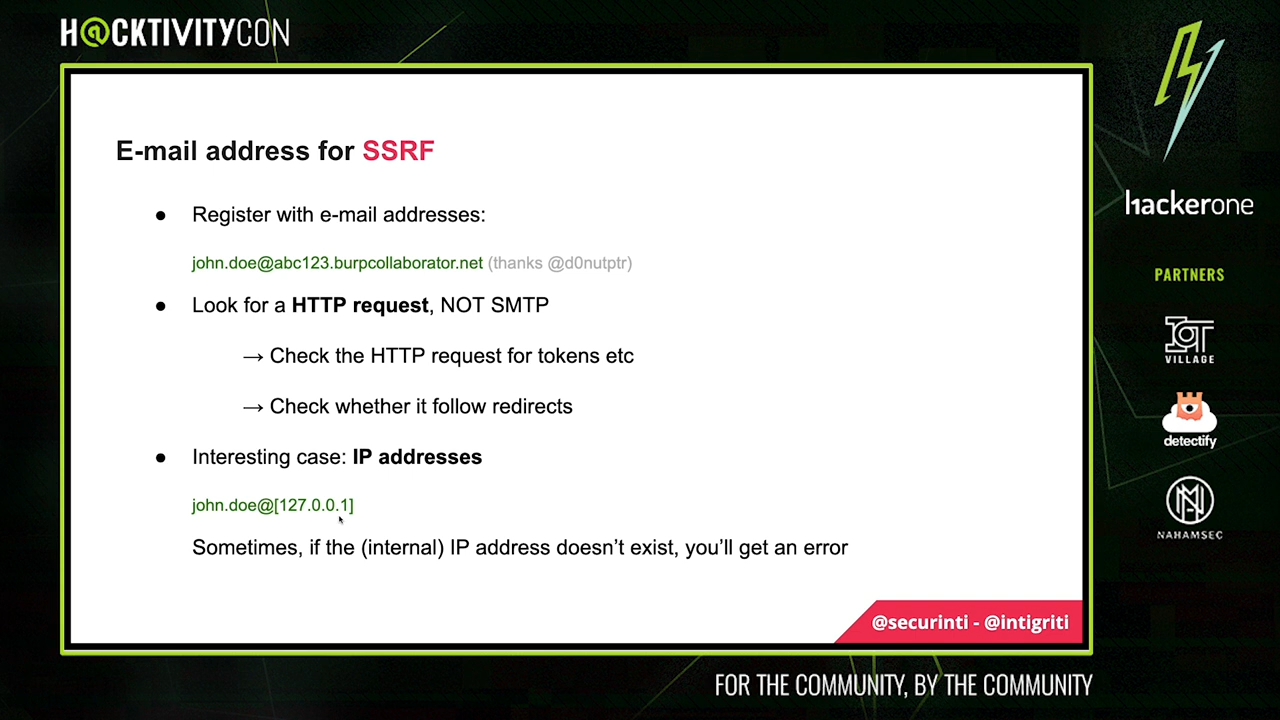 H@CKTIVITYCON
E-mail address for SSRF
● Register with e-mail addresses:
john.doe@abc123.burpcollaborator.net (thanks @d0nutptr)
● Look for a HTTP request, NOT SMTP
→ Check the HTTP request for tokens etc
→ Check whether it follow redirects
● Interesting case: IP addresses
john.doe@[127.0.0.1]
Sometimes, if the (internal) IP address doesn't exist, you'll get an error
@securinti - @intigriti
hackerone
PARTNERS
IOT
VILLAGE
detectify
NAHAMSEC
FOR THE COMMUNITY, BY THE COMMUNITY